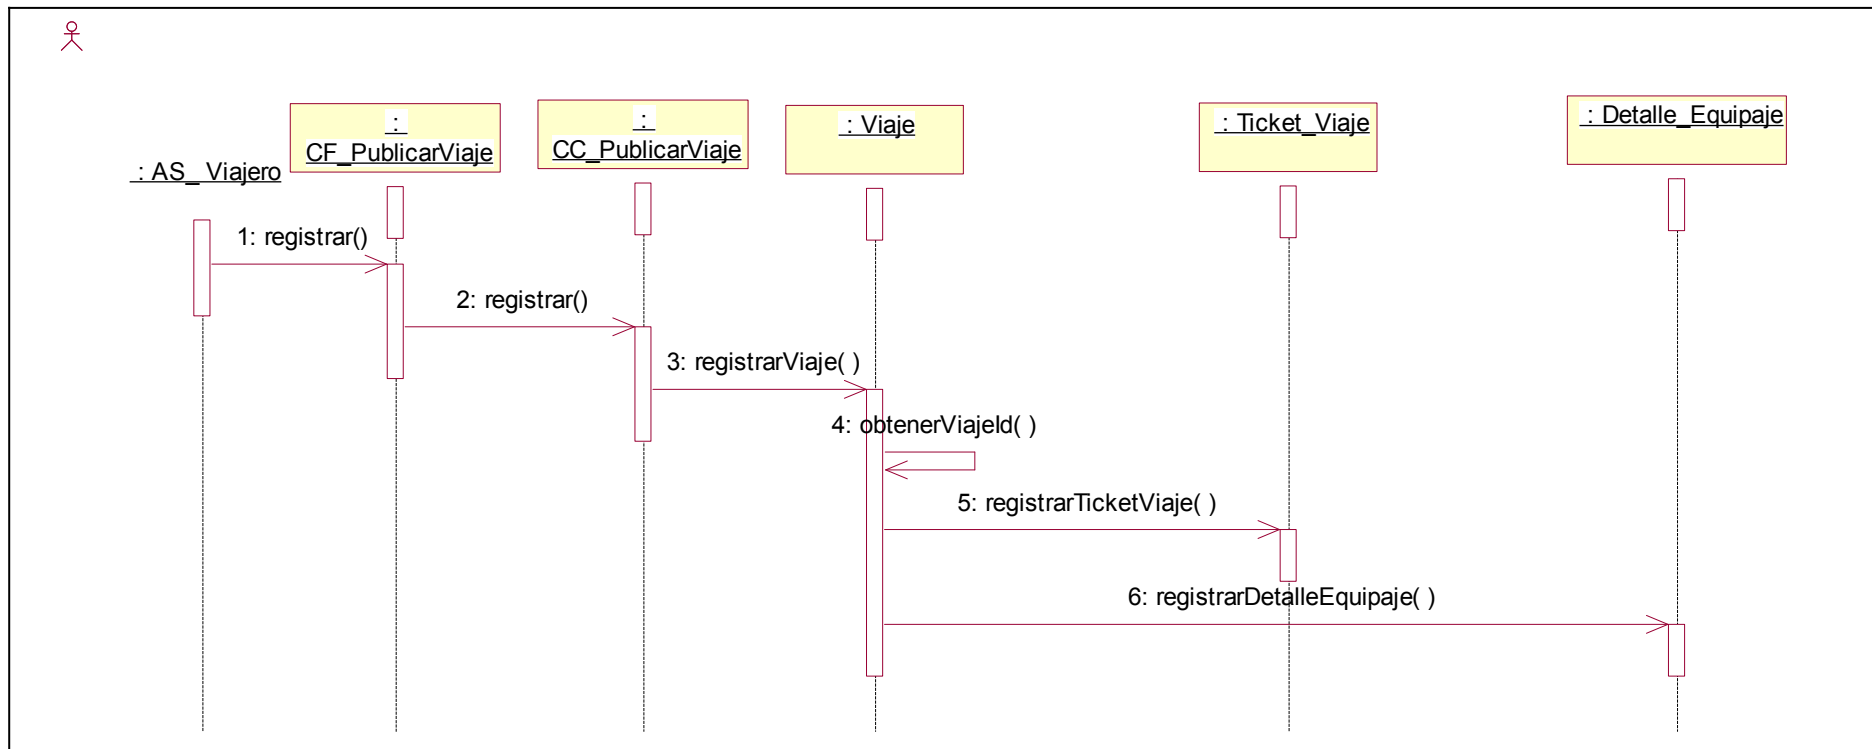 : AS_ Viajero
:
CF_PublicarViaje
:
CC_PublicarViaje
: Viaje
: Ticket_Viaje
: Detalle_Equipaje
1: registrar()
2: registrar()
3: registrarViaje( )
4: obtenerViajeId( )
5: registrarTicketViaje( )
6: registrarDetalleEquipaje( )